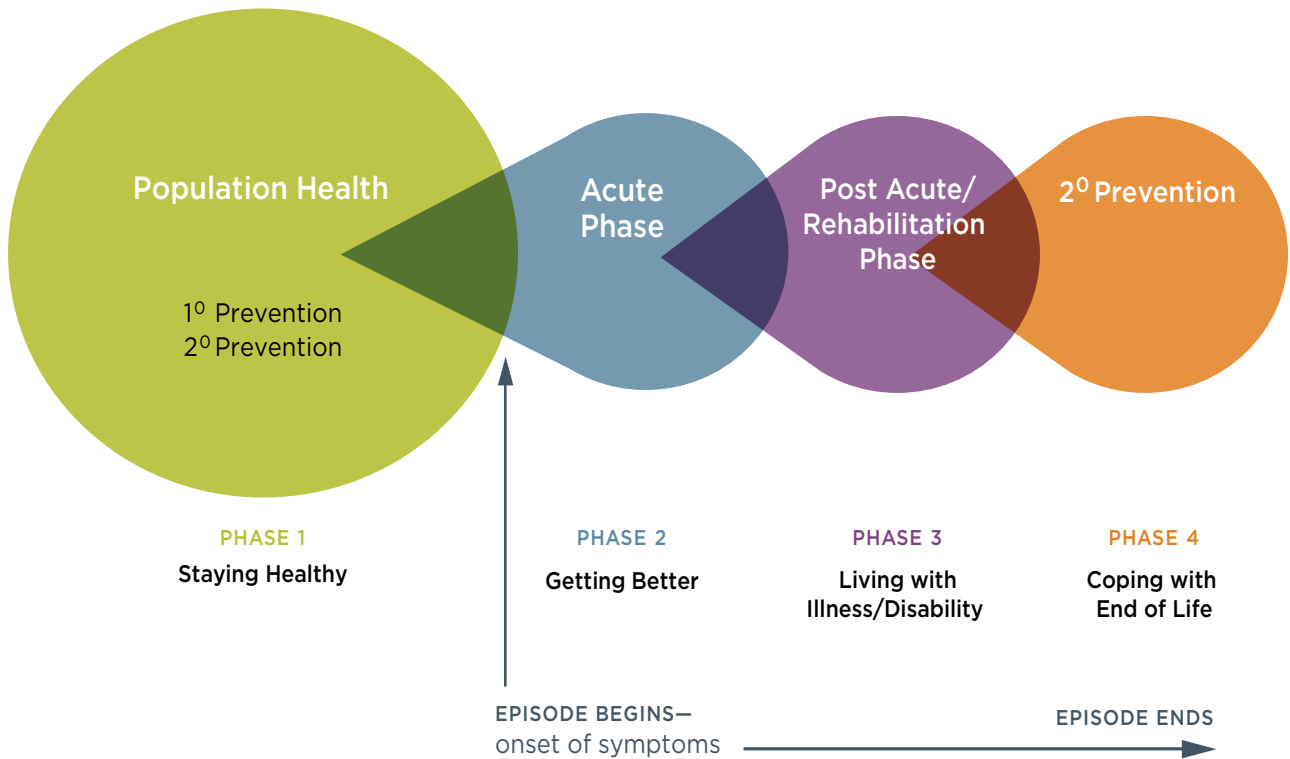 Population Health
1⁰ Prevention
2⁰ Prevention
Acute
Phase
Post Acute/
Rehabilitation
Phase
2⁰ Prevention
PHASE 1
Staying Healthy
PHASE 2
Getting Better
PHASE 3
Living with
Illness/Disability
PHASE 4
Coping with
End of Life
EPISODE BEGINS—
onset of symptoms
EPISODE ENDS